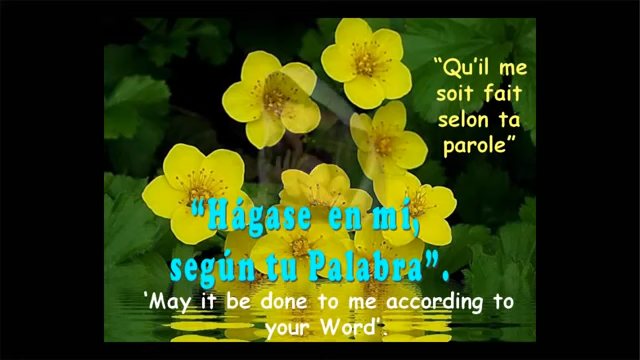 “Qu’il me
soit fait
selon ta
parole”
“Hágase en mí,
según tu Palabra”.
‘May it be done to me according to
your Word’.